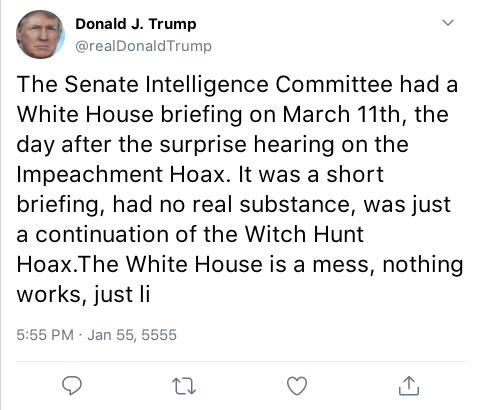 Donald J. Trump
@realDonaldTrump
The Senate Intelligence Committee had a
White House briefing on March 11th, the
day after the surprise hearing on the
Impeachment Hoax. It was a short
briefing, had no real substance, was just
a continuation of the Witch Hunt
Hoax.The White House is a mess, nothing
works, just li
5:55 PM · Jan 55, 5555